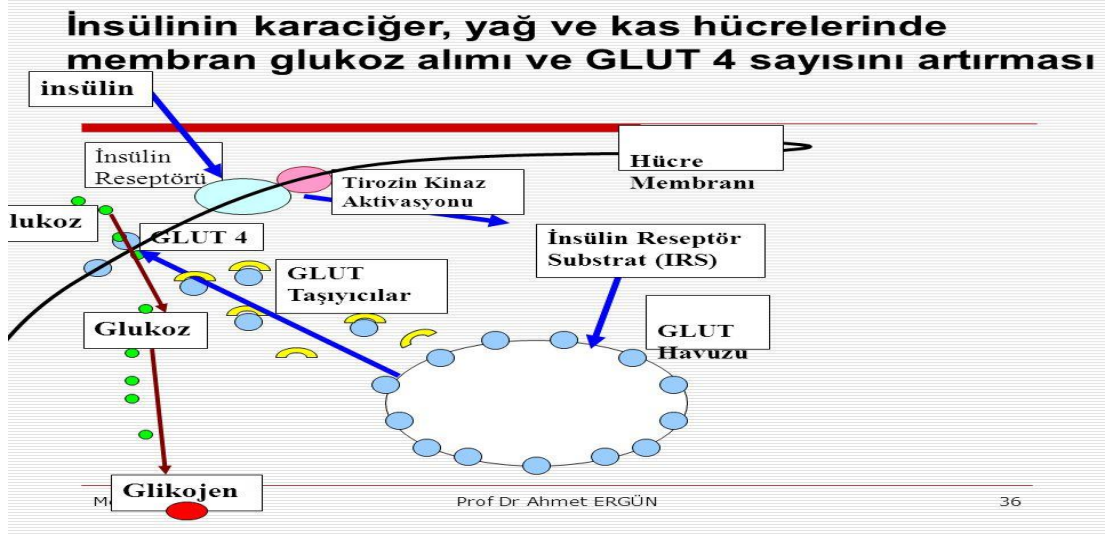 İnsülinin karaciğer, yağ ve kas hücrelerinde
membran glukoz alımı ve GLUT 4 sayısını artırması
insülin
İnsülin
Reseptörü
Hücre
Membranı
Tirozin Kinaz
Aktivasyonu
lukoz
GLUT 4
İnsülin Reseptör
Substrat (IRS)
GLUT
Taşıyıcılar
Glukoz
GLUT
Havuzu
Glikojen
Prof Dr Ahmet ERGÜN
36